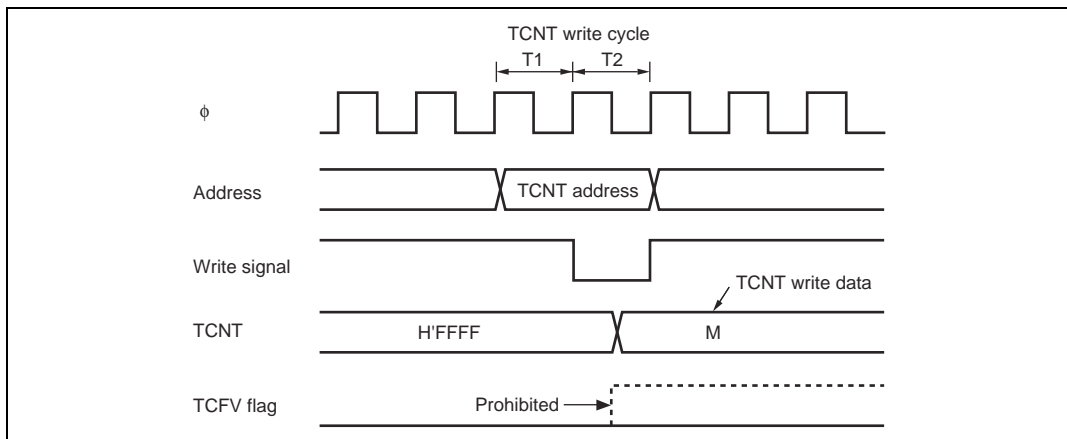 TCNT write cycle
T1 T2
ϕ
Address
TCNT address
Write signal
TCNT write data
TCNT
H'FFFF
M
TCFV flag
Prohibited